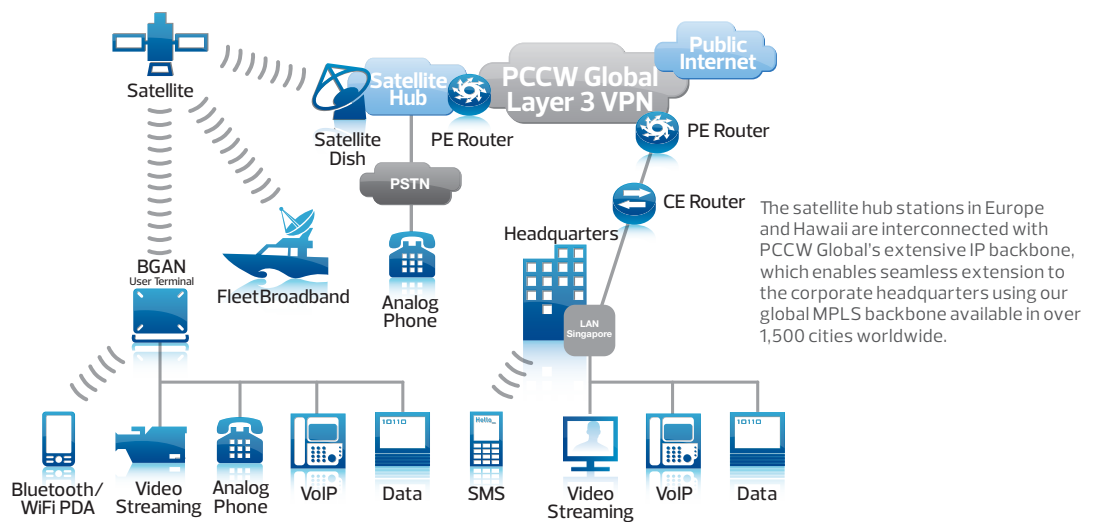 Satellite
Satellite
Hub
PCCW Global
Layer 3 VPN
Public
Internet
Satellite
Dish
PE Router
PE Router
PSTN
CE Router
Analog
Phone
FleetBroadband
BGAN
User Terminal
Headquarters
LAN
Singapore
The satellite hub stations in Europe
and Hawaii are interconnected with
PCCW Global's extensive IP backbone,
which enables seamless extension to
the corporate headquarters using our
global MPLS backbone available in over
1,500 cities worldwide.
Bluetooth/
WiFi PDA
Video
Streaming
Analog
Phone
VoIP
10110
Data
Hello_
SMS
Video
Streaming
VoIP
10110
Data